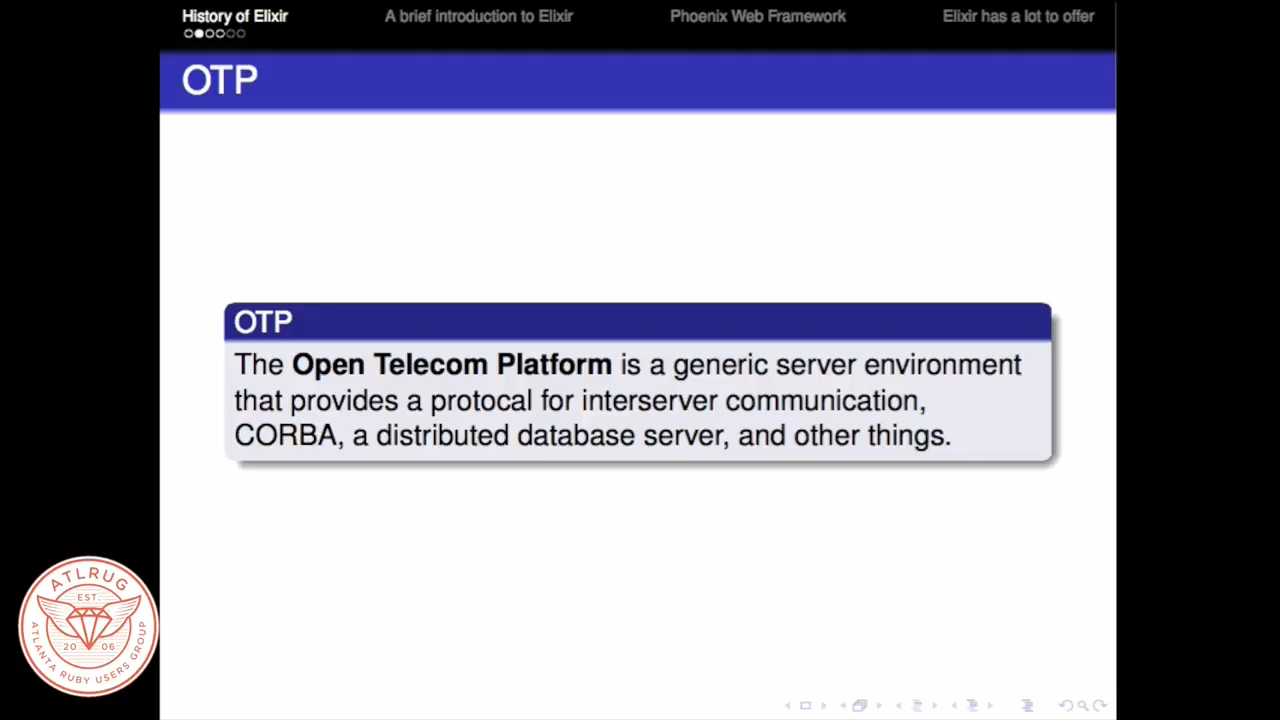 History of Elixir
A brief introduction to Elixir
Phoenix Web Framework
Elixir has a lot to offer
OTP
OTP
The Open Telecom Platform is a generic server environment
that provides a protocal for interserver communication,
CORBA, a distributed database server, and other things.
ATLRUG
EST.
20 06
ATLANTA RUBY USERS GROUP